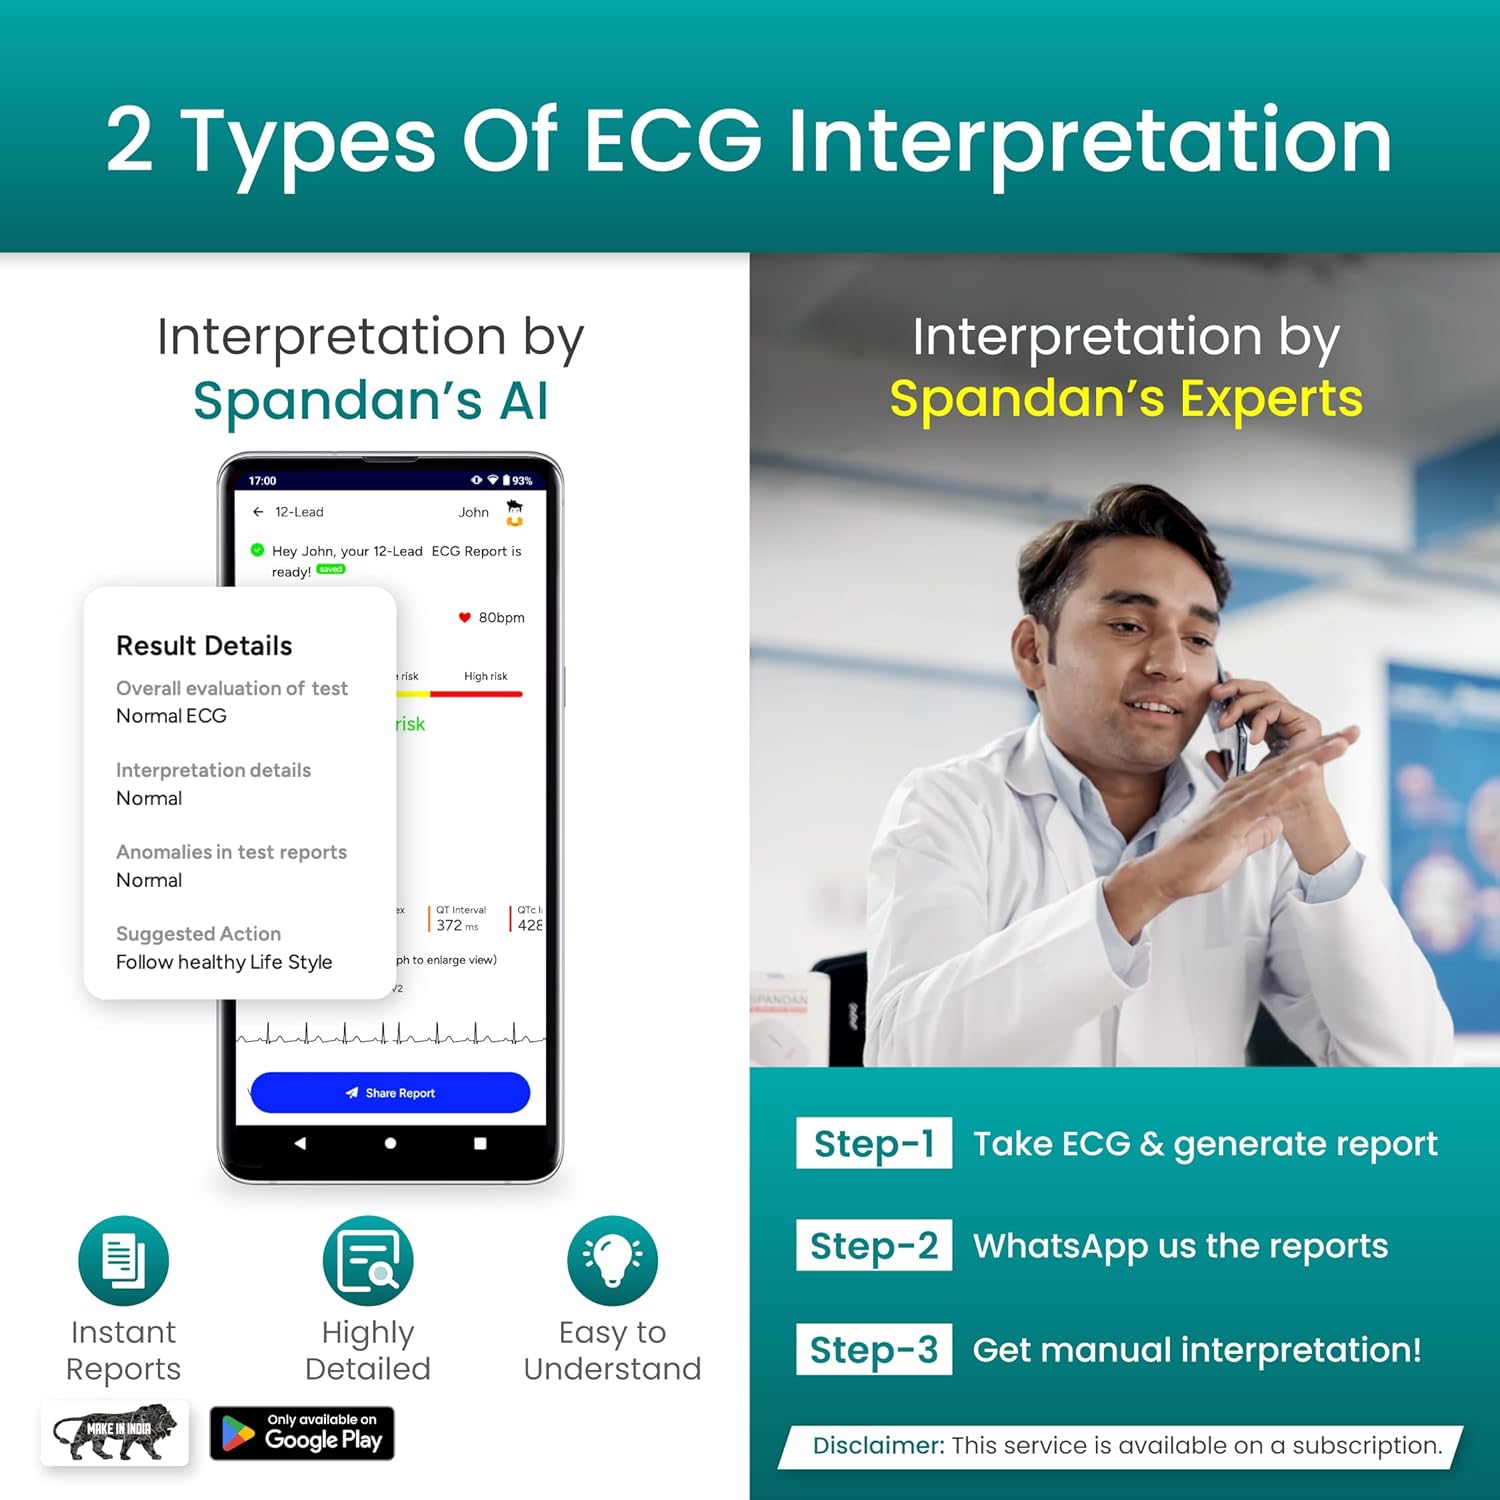 2 Types Of ECG Interpretation
Interpretation by
Spandan's AI
17:00
93%
12-Lead
John
Hey John, your 12-Lead ECG Report is
ready! saved
80bpm
risk
High risk
risk
Result Details
Overall evaluation of test
Normal ECG
Interpretation details
Normal
Anomalies in test reports
Normal
Suggested Action
Follow healthy Life Style
ex
QT Interval
QTc I
372 ms
428
ph to enlarge view)
V2
Share Report
Instant
Reports
Highly
Detailed
Easy to
Understand
MAKE IN INDIA
Only available on
Google Play
Interpretation by
Spandan's Experts
SPANDAN
Step-1 Take ECG & generate report
Step-2 WhatsApp us the reports
Step-3 Get manual interpretation!
Disclaimer: This service is available on a subscription.